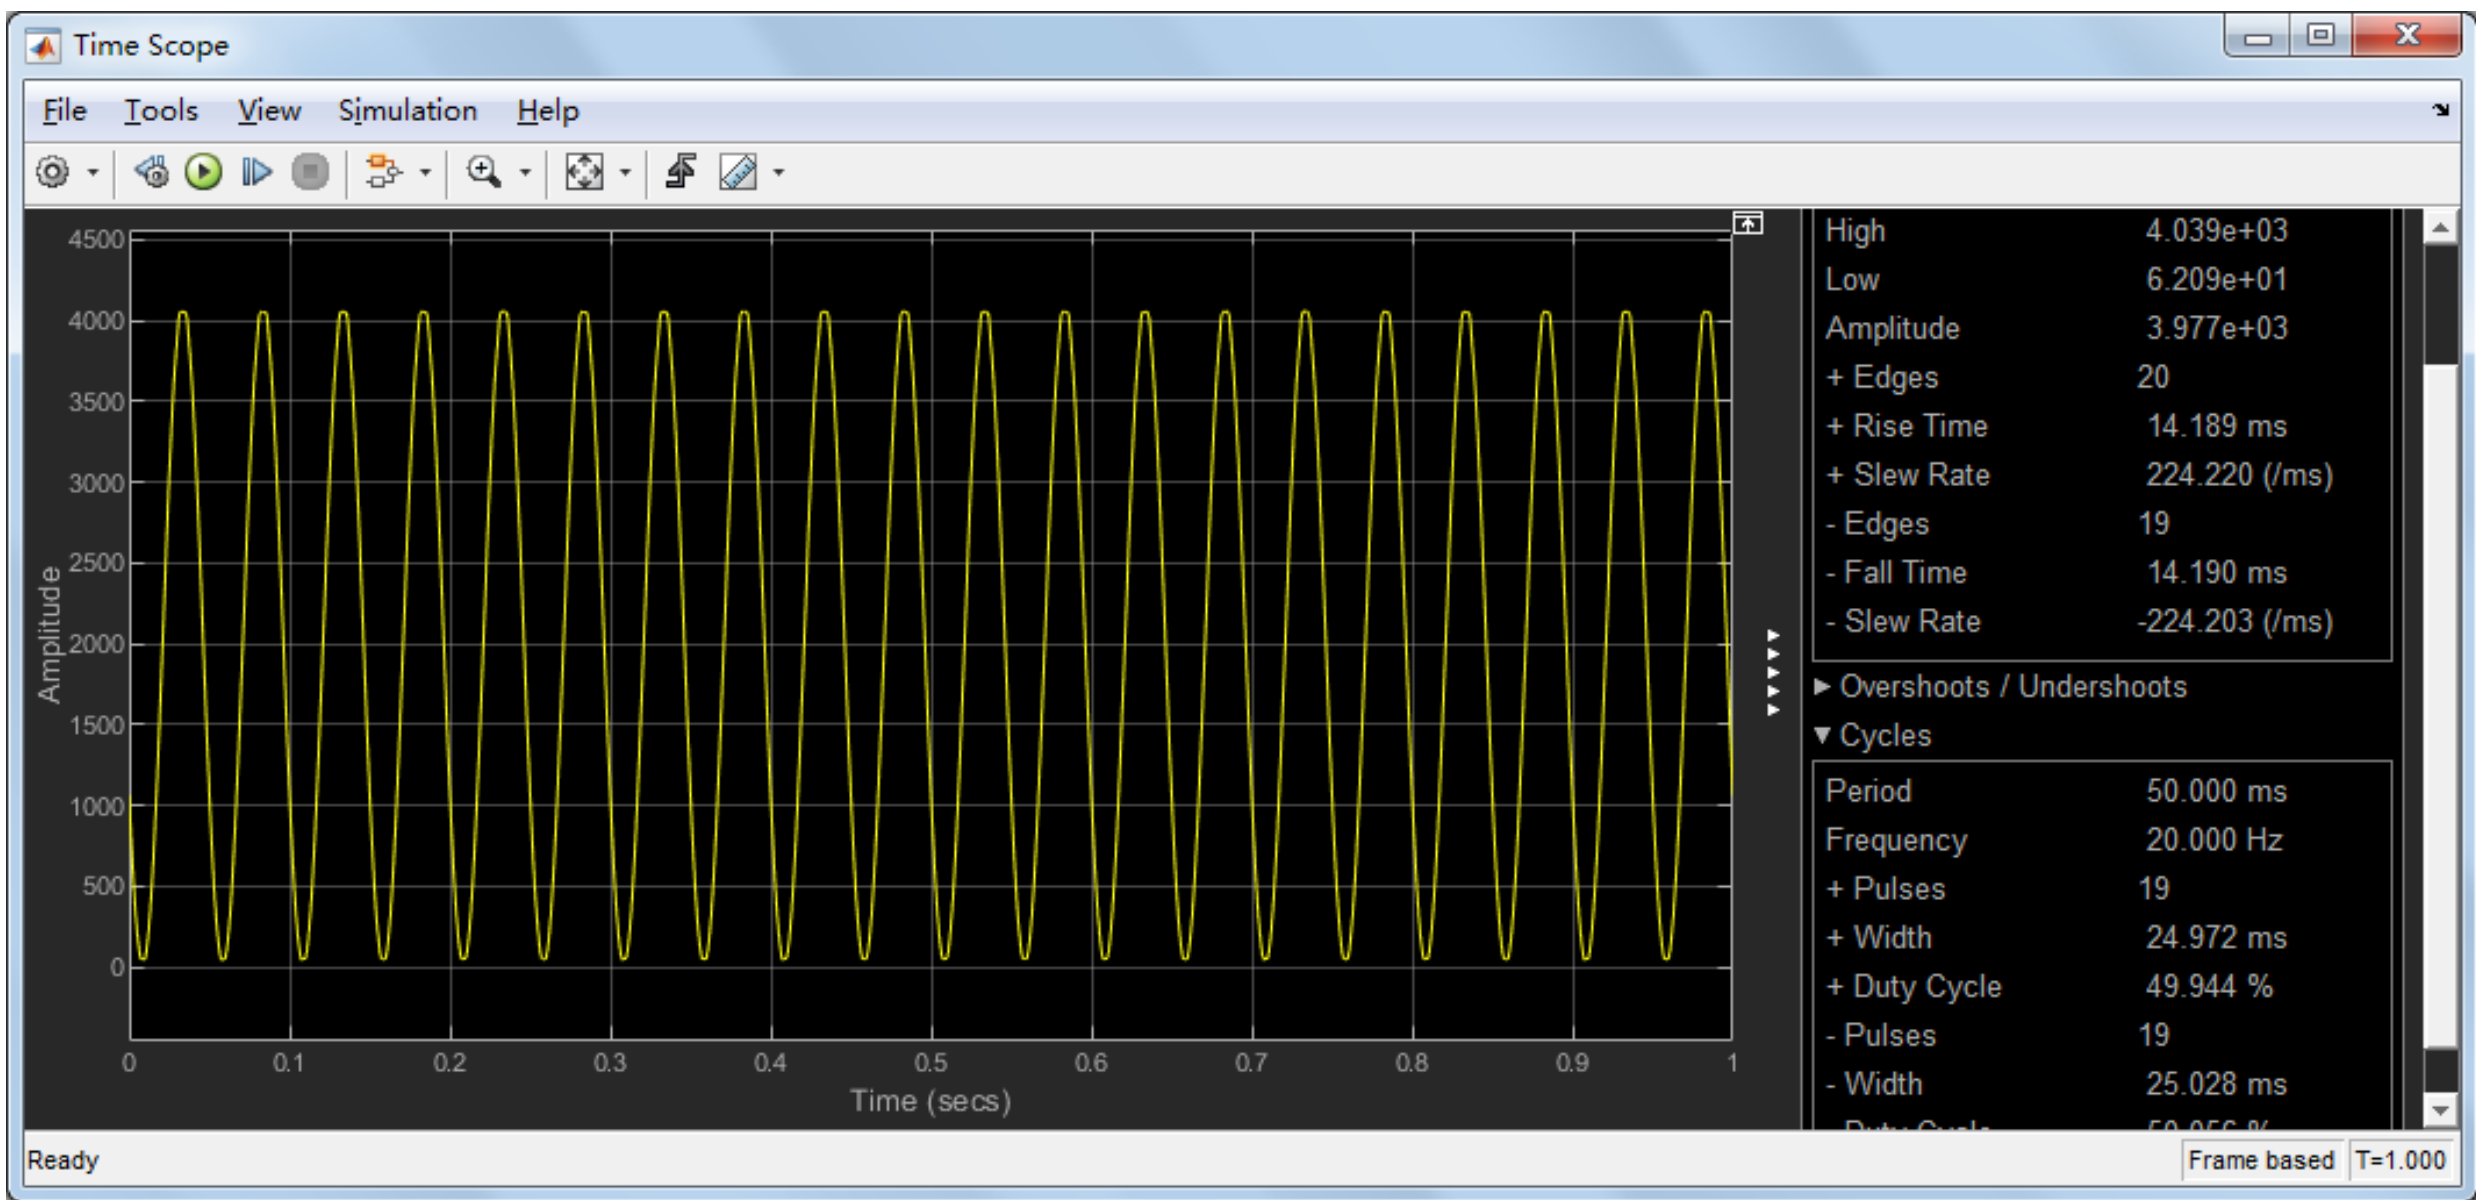 Time Scope
File Tools View Simulation Help
4500
4000
3500
3000
2500
2000
1500
1000
500
0
Amplitude
0 0.1 0.2 0.3 0.4 0.5 0.6 0.7 0.8 0.9 1
Time (secs)
High 4.039e+03
Low 6.209e+01
Amplitude 3.977e+03
+ Edges 20
+ Rise Time 14.189 ms
+ Slew Rate 224.220 (/ms)
- Edges 19
- Fall Time 14.190 ms
- Slew Rate -224.203 (/ms)
Overshoots / Undershoots
Cycles
Period 50.000 ms
Frequency 20.000 Hz
+ Pulses 19
+ Width 24.972 ms
+ Duty Cycle 49.944 %
- Pulses 19
- Width 25.028 ms
Duty Cycle 50.056 %
Ready Frame based T=1.000